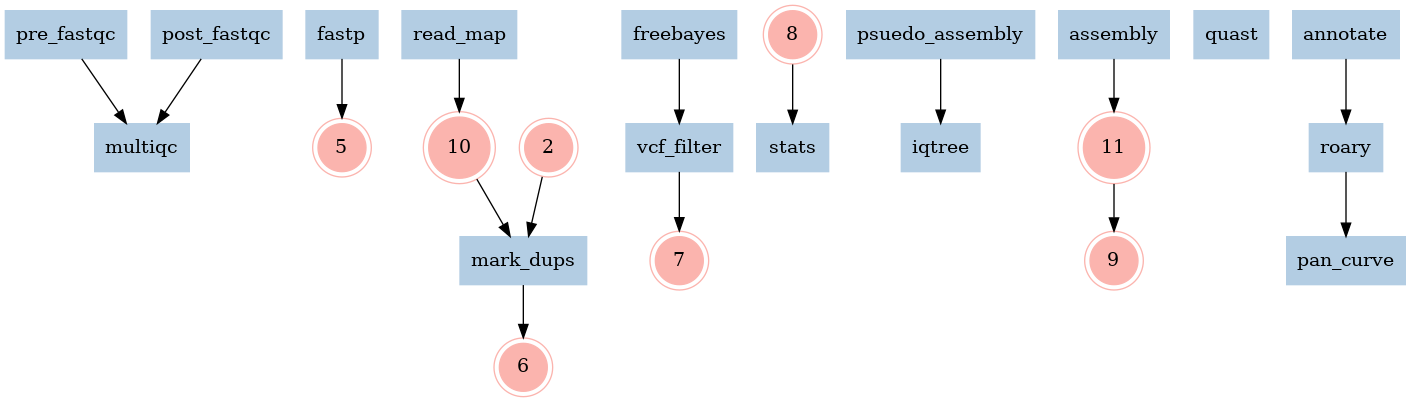 pre_fastqc
post_fastqc
fastp
read_map
freebayes
8
psuedo_assembly
assembly
quast
annotate
multiqc
5
10
2
vcf_filter
stats
iqtree
11
roary
mark_dups
7
9
pan_curve
6